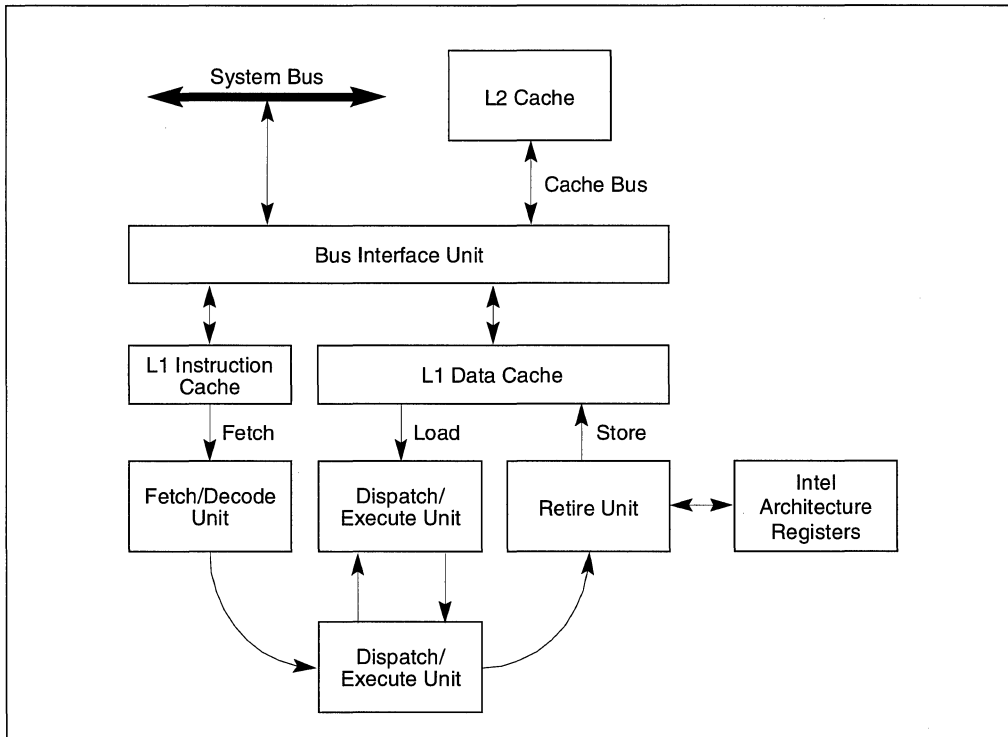 System Bus
L2 Cache
Cache Bus
Bus Interface Unit
L1 Instruction
Cache
L1 Data Cache
Fetch
Load
Store
Fetch/Decode
Unit
Dispatch/
Execute Unit
Retire Unit
Intel
Architecture
Registers
Dispatch/
Execute Unit